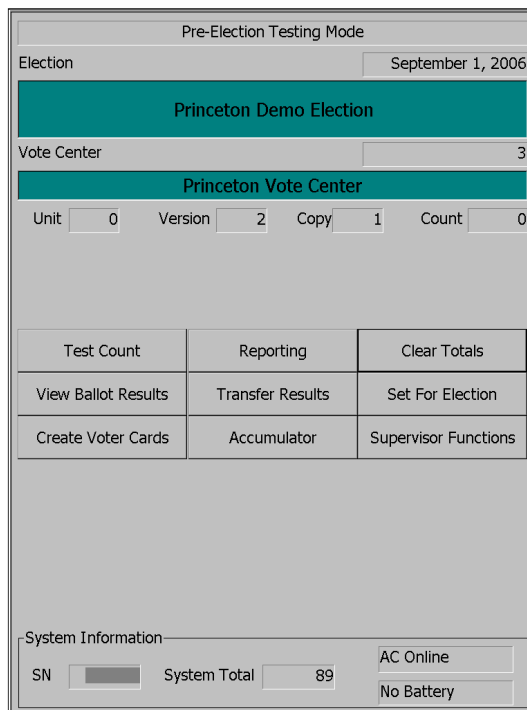 Pre-Election Testing Mode
Election September 1, 2006
Princeton Demo Election
Vote Center 3
Princeton Vote Center
Unit 0 Version 2 Copy 1 Count 0
Test Count Reporting Clear Totals
View Ballot Results Transfer Results Set For Election
Create Voter Cards Accumulator Supervisor Functions
System Information
AC Online
SN System Total 89
No Battery